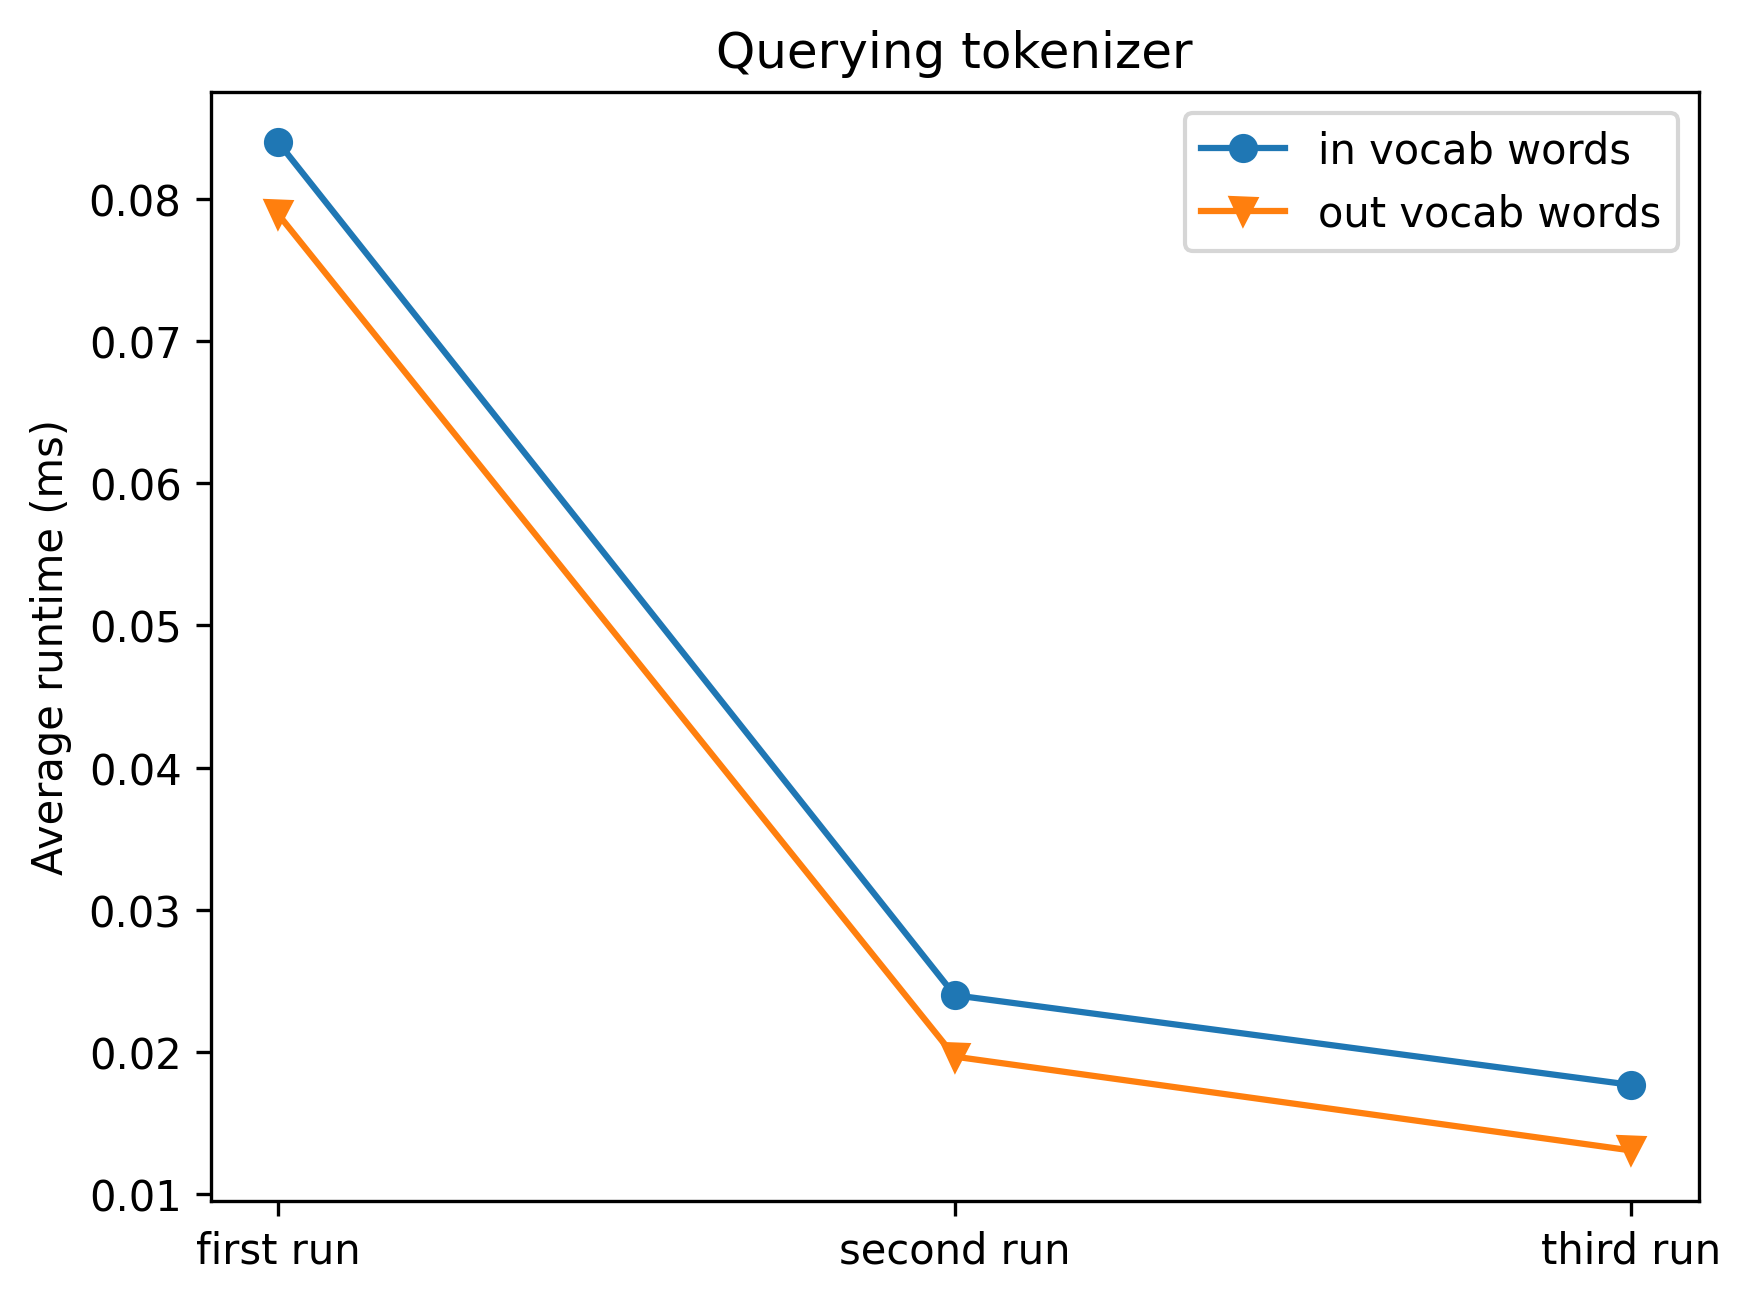 Querying tokenizer
in vocab words
out vocab words
Average runtime (ms)
0.08
0.07
0.06
0.05
0.04
0.03
0.02
0.01
first run
second run
third run